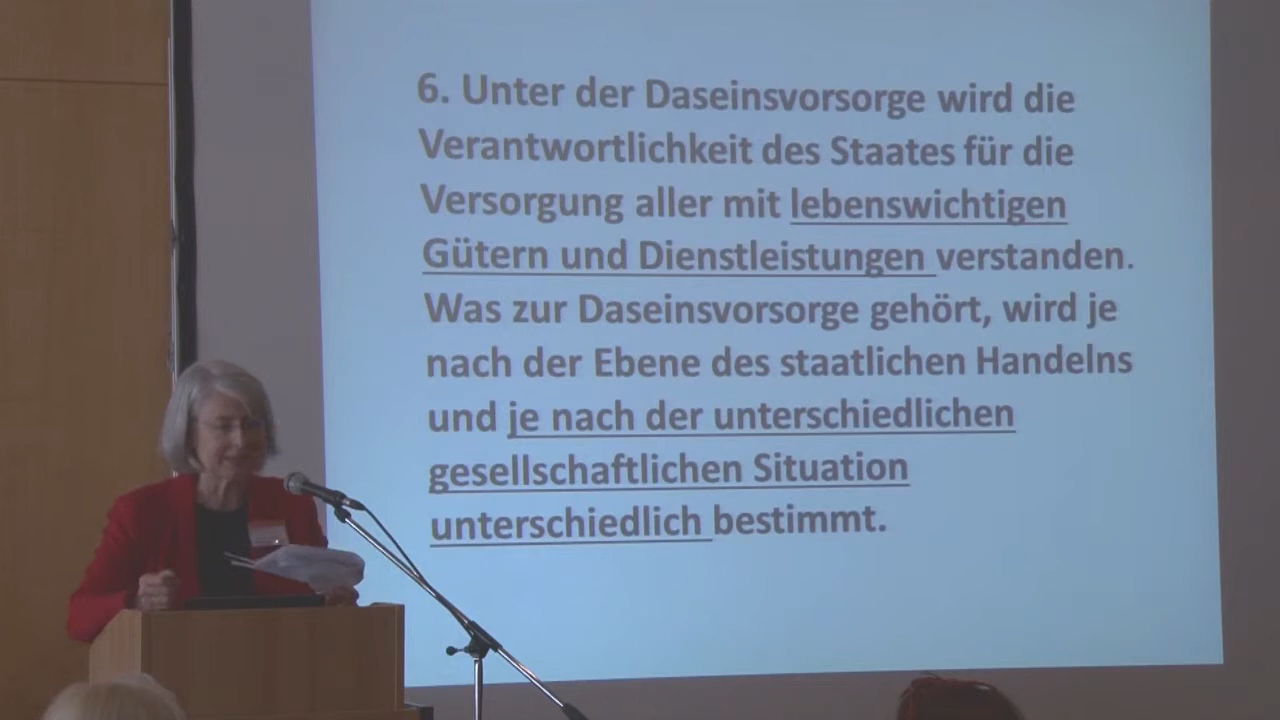 6. Unter der Daseinsvorsorge wird die
Verantwortlichkeit des Staates für die
Versorgung aller mit lebenswichtigen
Gütern und Dienstleistungen verstanden.
Was zur Daseinsvorsorge gehört, wird je
nach der Ebene des staatlichen Handelns
und je nach der unterschiedlichen
gesellschaftlichen Situation
unterschiedlich bestimmt.